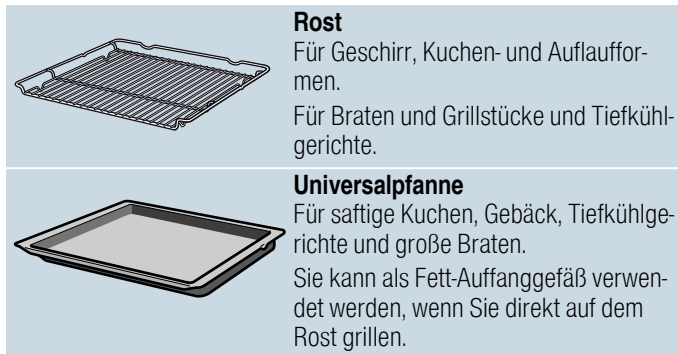 Rost
Für Geschirr, Kuchen- und Auflauffor-
men.
Für Braten und Grillstücke und Tiefkühl-
gerichte.
Universalpfanne
Für saftige Kuchen, Gebäck, Tiefkühlge-
richte und große Braten.
Sie kann als Fett-Auffanggefäß verwen-
det werden, wenn Sie direkt auf dem
Rost grillen.